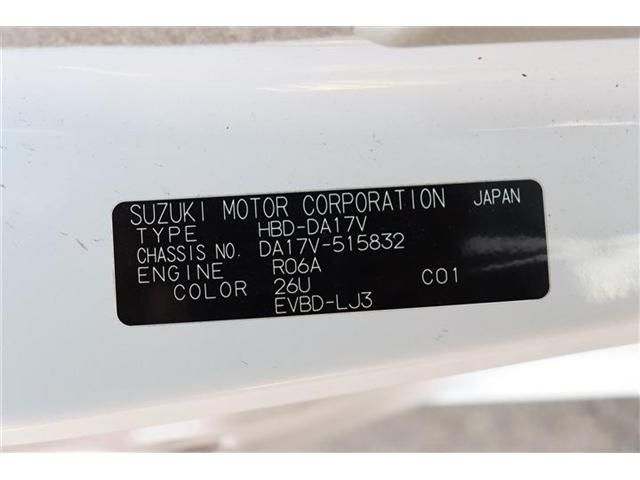 SUZUKI MOTOR CORPORATION JAPAN
TYPE HBD-DA17V
CHASSIS NO. DA17V-515832
ENGINE R06A
COLOR 26U C01
EVBD-LJ3